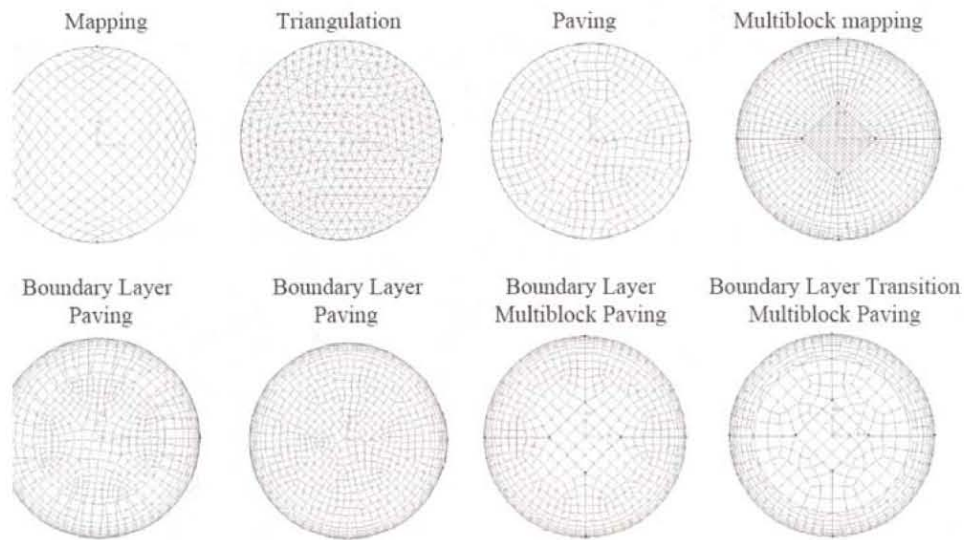 Mapping
Triangulation
Paving
Multiblock mapping
Boundary Layer
Paving
Boundary Layer
Paving
Boundary Layer
Multiblock Paving
Boundary Layer Transition
Multiblock Paving